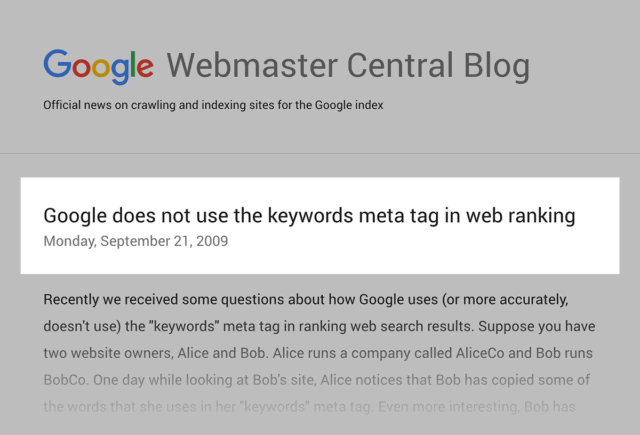 Google Webmaster Central Blog
Official news on crawling and indexing sites for the Google index
Google does not use the keywords meta tag in web ranking
Monday, September 21, 2009
Recently we received some questions about how Google uses (or more accurately,
doesn't use) the "keywords" meta tag in ranking web search results. Suppose you have
two website owners, Alice and Bob. Alice runs a company called AliceCo and Bob runs
BobCo. One day while looking at Bob's site, Alice notices that Bob has copied some of
the words that she uses in her "keywords" meta tag. Even more interesting, Bob has